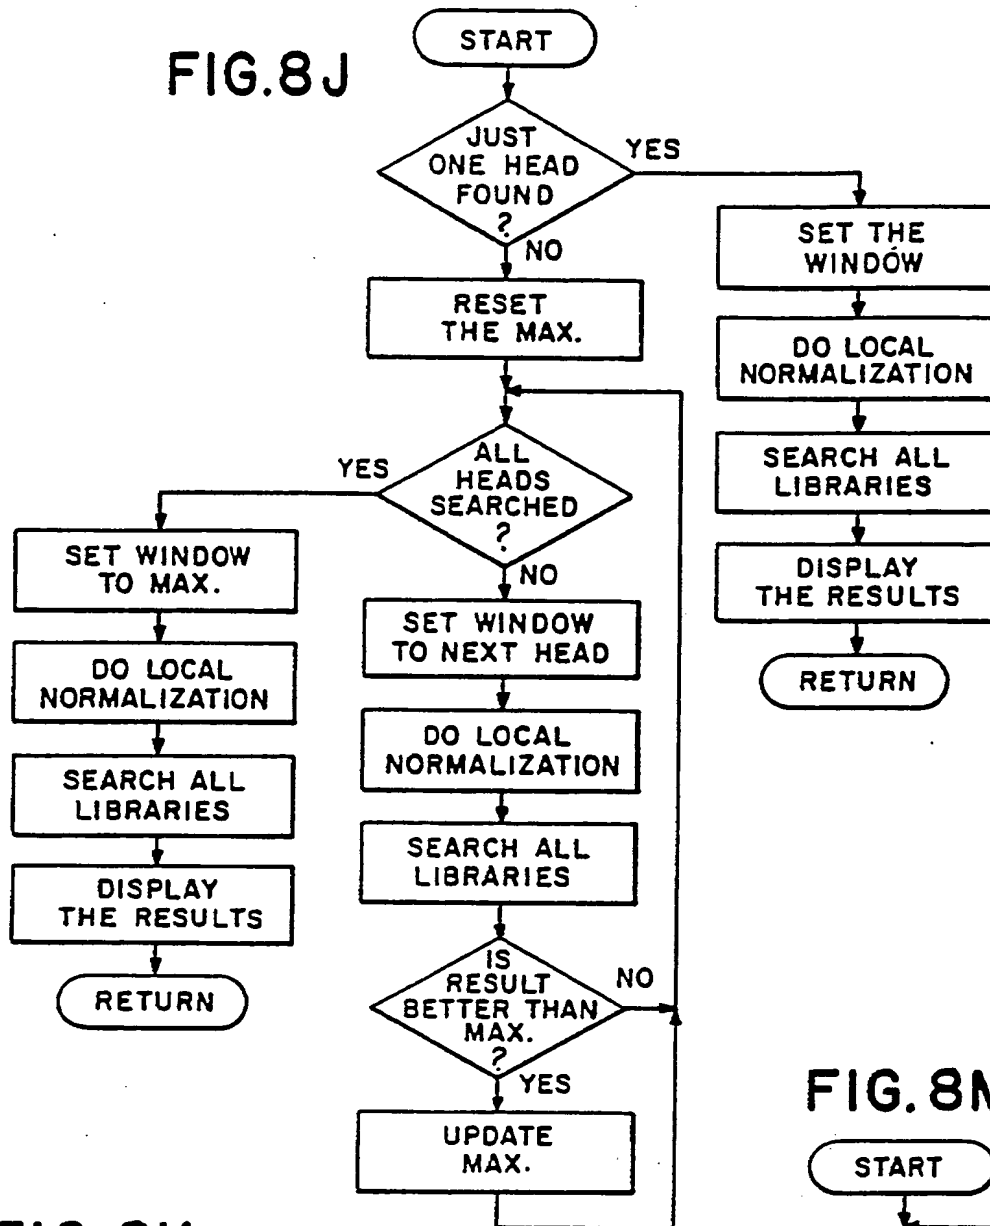 FIG.8J
START
JUST
ONE HEAD
FOUND
?
YES
NO
SET THE
WINDOW
DO LOCAL
NORMALIZATION
SEARCH ALL
LIBRARIES
DISPLAY
THE RESULTS
RETURN
RESET
THE MAX.
ALL
HEADS
SEARCHED
?
YES
NO
SET WINDOW
TO MAX.
DO LOCAL
NORMALIZATION
SEARCH ALL
LIBRARIES
DISPLAY
THE RESULTS
RETURN
SET WINDOW
TO NEXT HEAD
DO LOCAL
NORMALIZATION
SEARCH ALL
LIBRARIES
IS
RESULT
BETTER THAN
MAX.
?
NO
YES
UPDATE
MAX.
FIG.8M
START